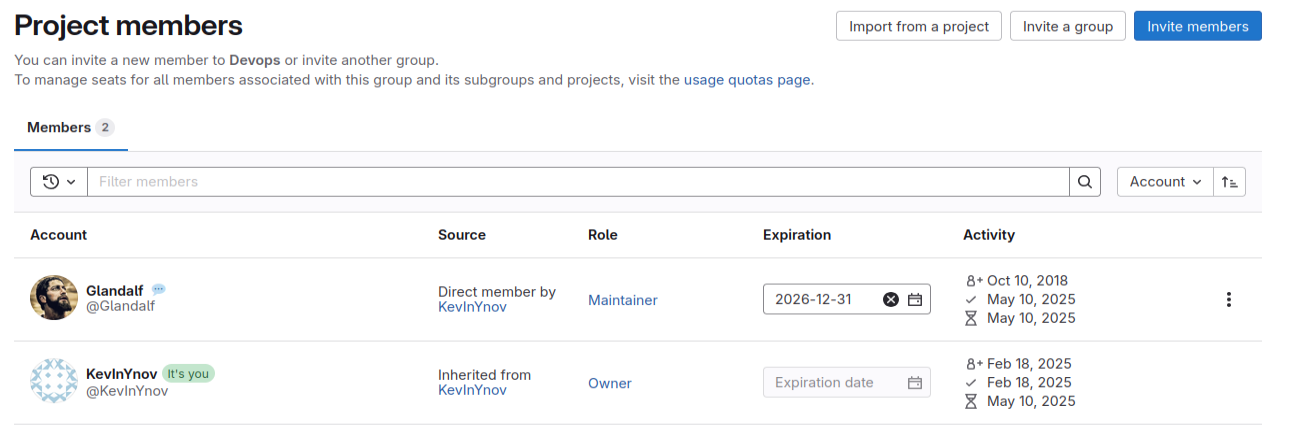 Project members
Import from a project
Invite a group
Invite members
You can invite a new member to Devops or invite another group.
To manage seats for all members associated with this group and its subgroups and projects, visit the usage quotas page.
Members 2
Filter members
Account
Account Source Role Expiration Activity
Glandalf
@Glandalf
Direct member by
KevInYnov
Maintainer
2026-12-31
Oct 10, 2018
May 10, 2025
May 10, 2025
KevInYnov It's you
@KevInYnov
Inherited from
KevInYnov
Owner
Expiration date
Feb 18, 2025
Feb 18, 2025
May 10, 2025